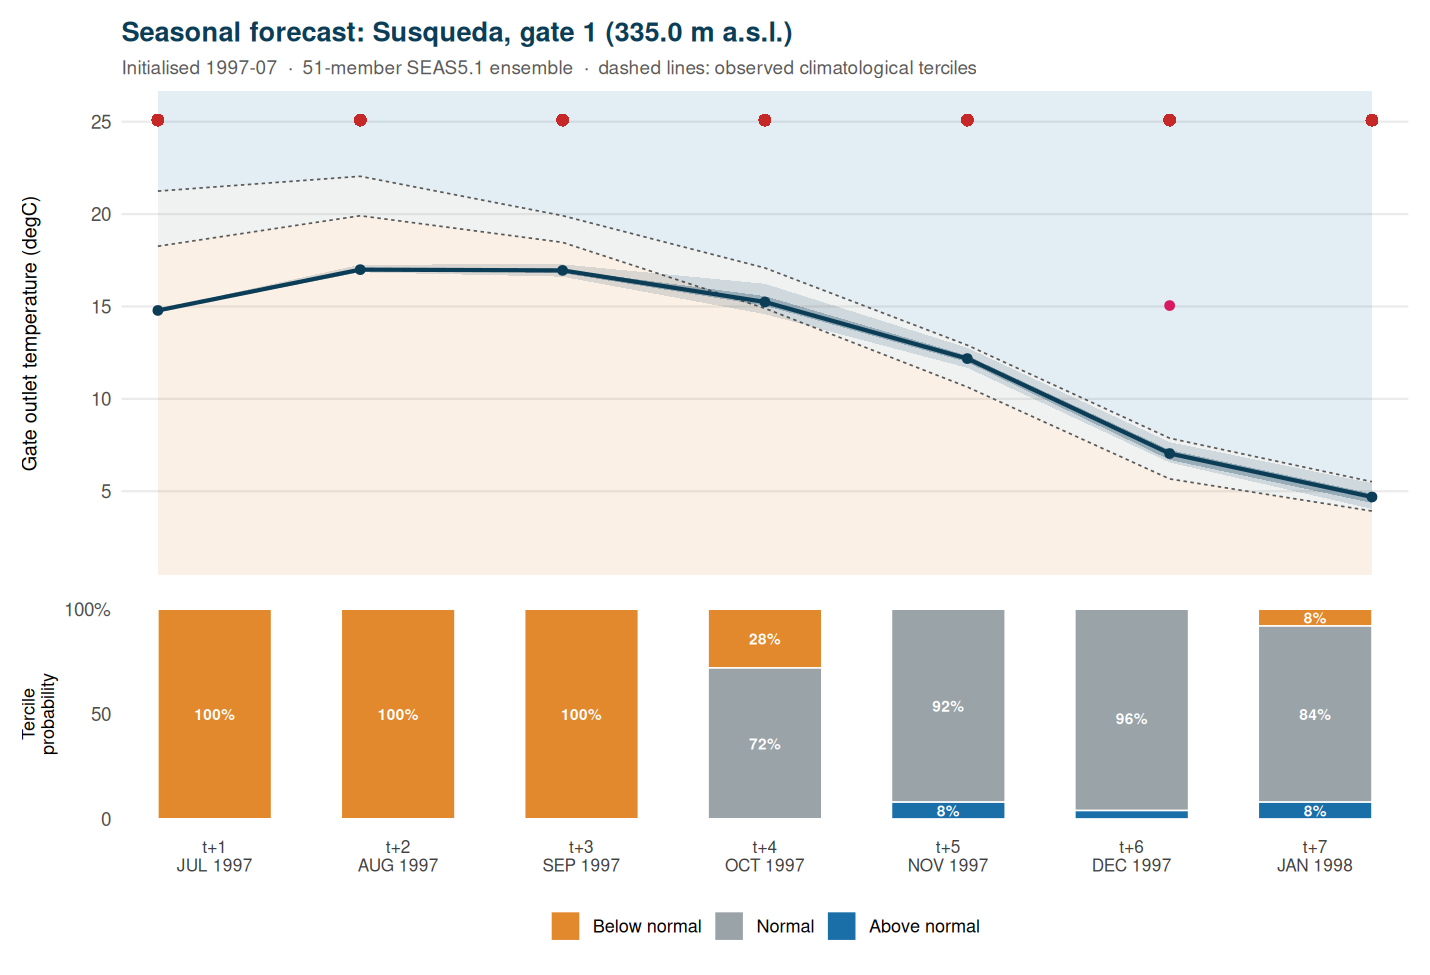 Seasonal forecast: Susqueda, gate 1 (335.0 m a.s.l.)
Initialised 1997-07 · 51-member SEAS5.1 ensemble · dashed lines: observed climatological terciles
Gate outlet temperature (degC)
25
20
15
10
5
Tercile
probability
100%
50
0
100%
100%
100%
28%
72%
92%
8%
96%
8%
84%
8%
t+1
JUL 1997
t+2
AUG 1997
t+3
SEP 1997
t+4
OCT 1997
t+5
NOV 1997
t+6
DEC 1997
t+7
JAN 1998
Below normal
Normal
Above normal